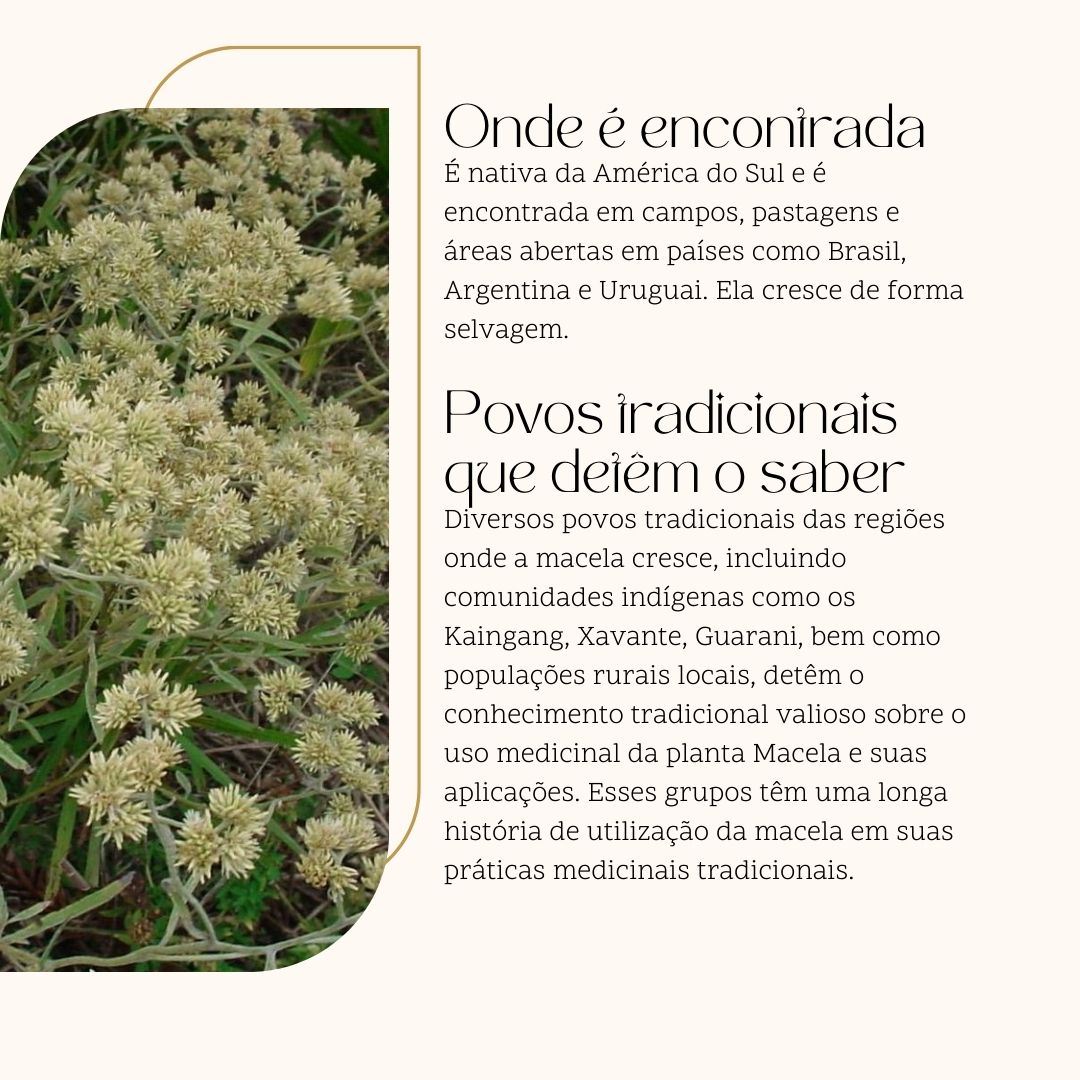 Onde é encontrada
É nativa da América do Sul e é
encontrada em campos, pastagens e
áreas abertas em países como Brasil,
Argentina e Uruguai. Ela cresce de forma
selvagem.
Povos tradicionais
que detêm o saber
Diversos povos tradicionais das regiões
onde a macela cresce, incluindo
comunidades indígenas como os
Kaingang, Xavante, Guarani, bem como
populações rurais locais, detêm o
conhecimento tradicional valioso sobre o
uso medicinal da planta Macela e suas
aplicações. Esses grupos têm uma longa
história de utilização da macela em suas
práticas medicinais tradicionais.